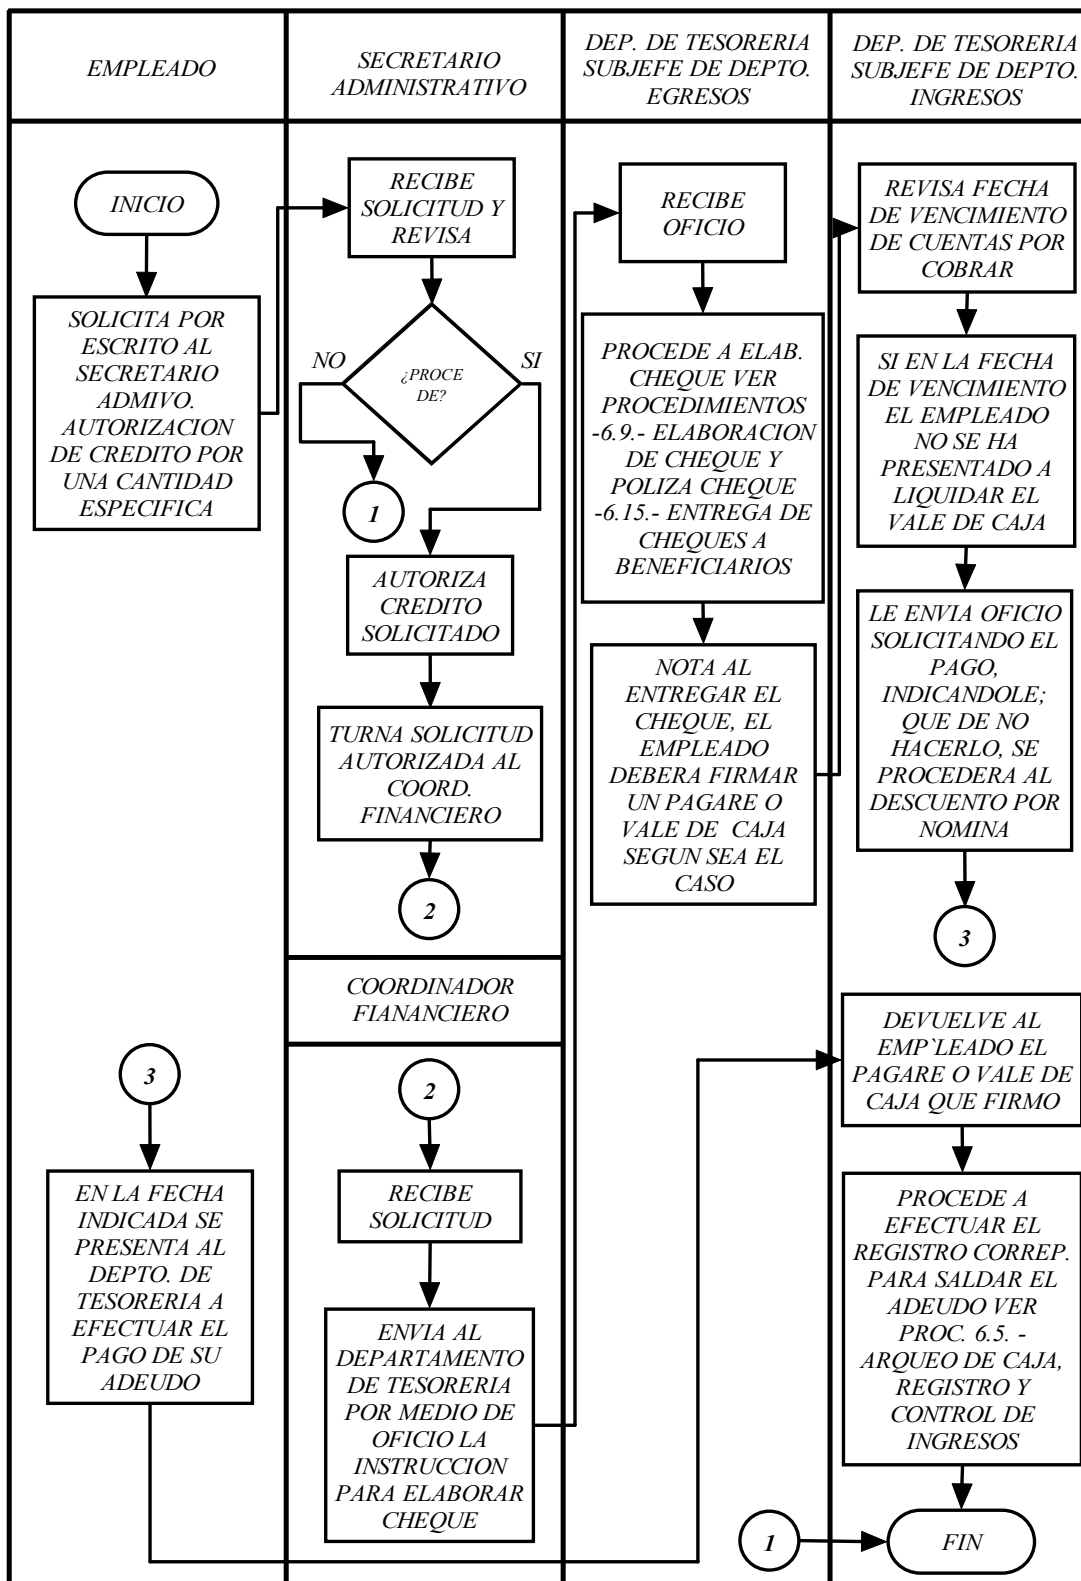 EMPLEADO
SECRETARIO
ADMINISTRATIVO
DEP. DE TESORERIA
SUBJEFE DE DEPTO.
EGRESOS
DEP. DE TESORERIA
SUBJEFE DE DEPTO.
INGRESOS
INICIO
SOLICITA POR
ESCRITO AL
SECRETARIO
ADMIVO.
AUTORIZACION
DE CREDITO POR
UNA CANTIDAD
ESPECIFICA
3
EN LA FECHA
INDICADA SE
PRESENTA AL
DEPTO. DE
TESORERIA A
EFECTUAR EL
PAGO DE SU
ADEUDO
RECIBE
SOLICITUD Y
REVISA
NO
SI
¿PROCE
DE?
1
AUTORIZA
CREDITO
SOLICITADO
TURNA SOLICITUD
AUTORIZADA AL
COORD.
FINANCIERO
2
COORDINADOR
FIANANCIERO
2
RECIBE
SOLICITUD
ENVIA AL
DEPARTAMENTO
DE TESORERIA
POR MEDIO DE
OFICIO LA
INSTRUCCION
PARA ELABORAR
CHEQUE
RECIBE
OFICIO
PROCEDE A ELAB.
CHEQUE VER
PROCEDIMIENTOS
-6.9.- ELABORACION
DE CHEQUE Y
POLIZA CHEQUE
-6.15.- ENTREGA DE
CHEQUES A
BENEFICIARIOS
NOTA AL
ENTREGAR EL
CHEQUE, EL
EMPLEADO
DEBERA FIRMAR
UN PAGARE O
VALE DE CAJA
SEGUN SEA EL
CASO
REVISA FECHA
DE VENCIMIENTO
DE CUENTAS POR
COBRAR
SI EN LA FECHA
DE VENCIMIENTO
EL EMPLEADO
NO SE HA
PRESENTADO A
LIQUIDAR EL
VALE DE CAJA
LE ENVIA OFICIO
SOLICITANDO EL
PAGO,
INDICANDOLE;
QUE DE NO
HACERLO, SE
PROCEDERA AL
DESCUENTO POR
NOMINA
3
DEVUELVE AL
EMP`LEADO EL
PAGARE O VALE DE
CAJA QUE FIRMO
PROCEDE A
EFECTUAR EL
REGISTRO CORREP.
PARA SALDAR EL
ADEUDO VER
PROC. 6.5. -
ARQUEO DE CAJA,
REGISTRO Y
CONTROL DE
INGRESOS
1
FIN